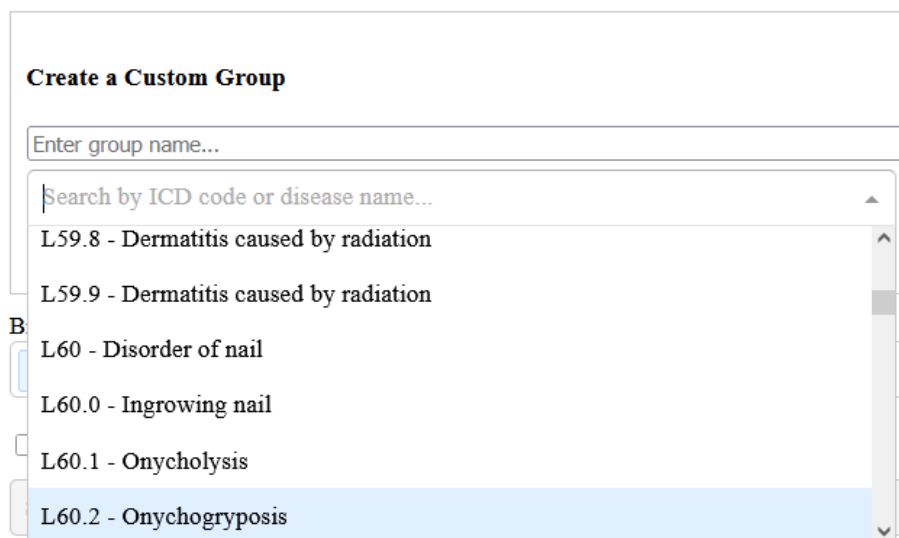 Create a Custom Group
Enter group name...
Search by ICD code or disease name...
L59.8 - Dermatitis caused by radiation
L59.9 - Dermatitis caused by radiation
L60 - Disorder of nail
L60.0 - Ingrowing nail
L60.1 - Onycholysis
L60.2 - Onychogryposis